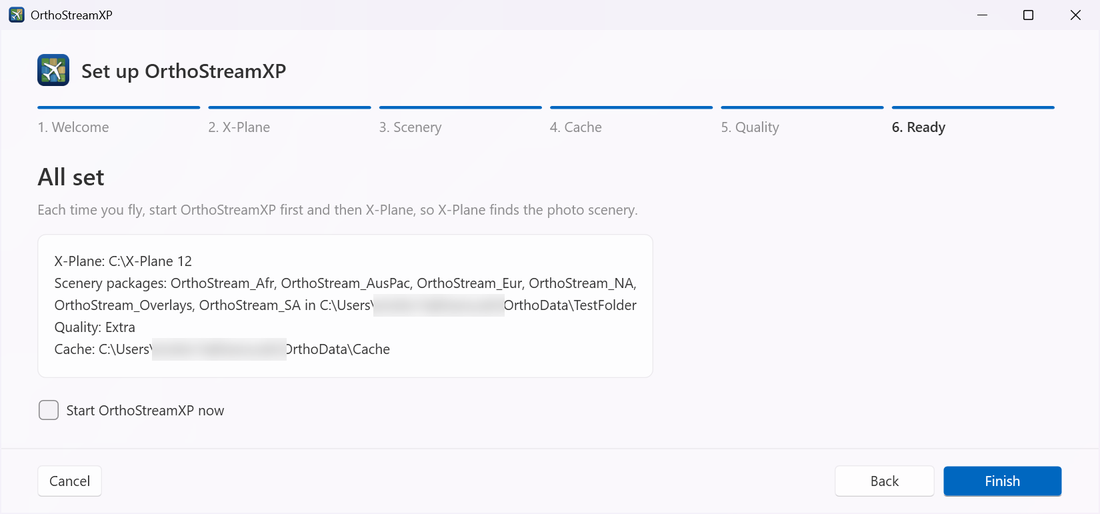 OrthoStreamXP
Set up OrthoStreamXP
1. Welcome
2. X-Plane
3. Scenery
4. Cache
5. Quality
6. Ready
All set
Each time you fly, start OrthoStreamXP first and then X-Plane, so X-Plane finds the photo scenery.
X-Plane: C:\X-Plane 12
Scenery packages: OrthoStream_Afr, OrthoStream_AusPac, OrthoStream_Eur, OrthoStream_NA,
OrthoStream_Overlays, OrthoStream_SA in C:\Users\ OrthoData\TestFolder
Quality: Extra
Cache: C:\Users\ OrthoData\Cache
Start OrthoStreamXP now
Cancel
Back
Finish